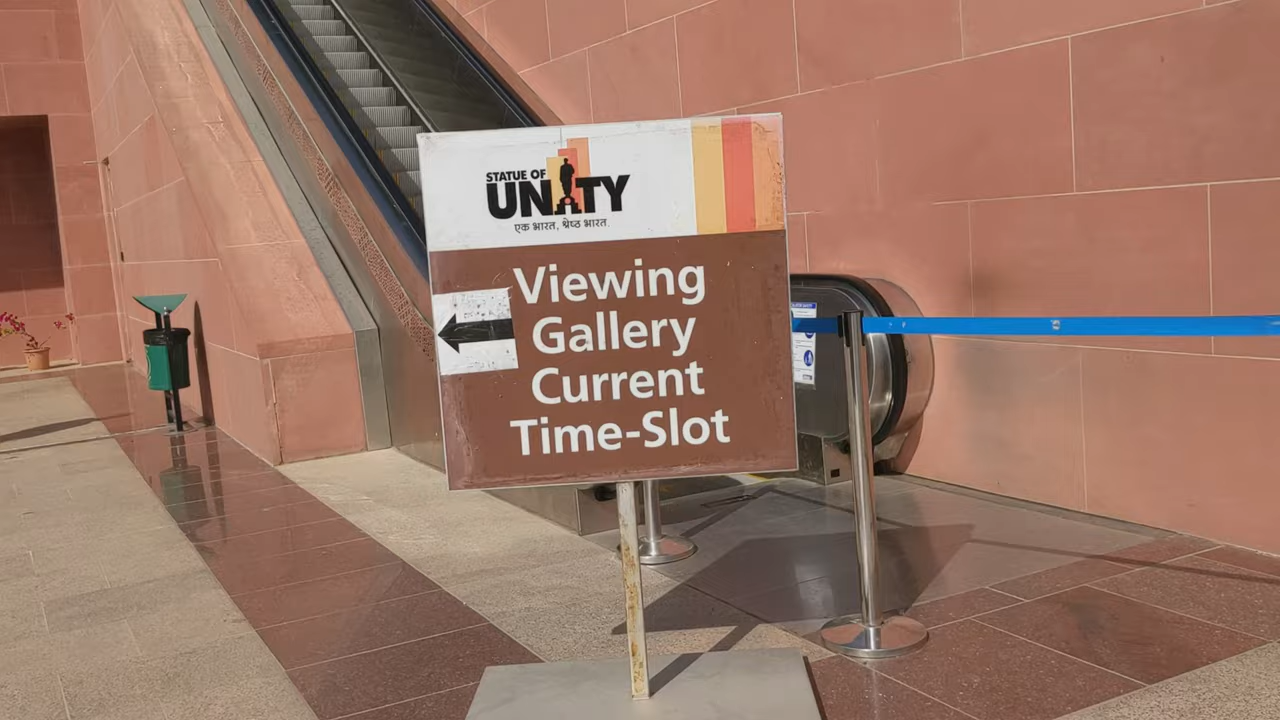 STATUE OF
UNITY
एक भारत, श्रेष्ठ भारत
Viewing
Gallery
Current
Time-Slot